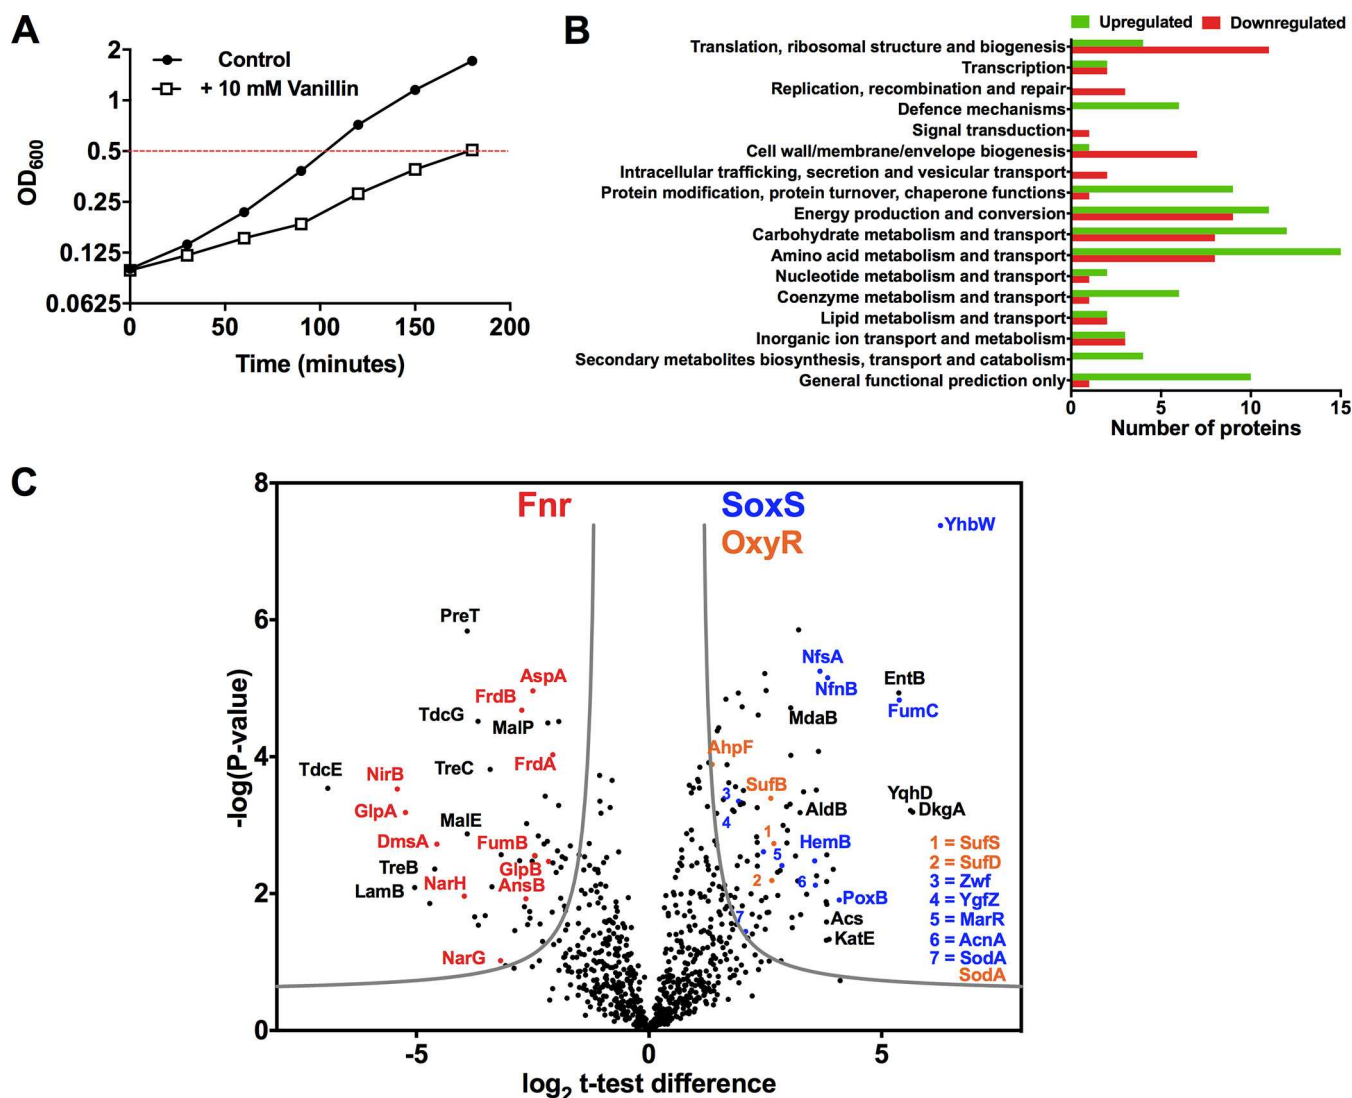 A
2
1
0.5
0.25
0.125
0.0625
OD600
Control
+ 10 mM Vanillin
0
50
100
150
200
Time (minutes)
B
Upregulated
Downregulated
Translation, ribosomal structure and biogenesis
Transcription
Replication, recombination and repair
Defence mechanisms
Signal transduction
Cell wall/membrane/envelope biogenesis
Intracellular trafficking, secretion and vesicular transport
Protein modification, protein turnover, chaperone functions
Energy production and conversion
Carbohydrate metabolism and transport
Amino acid metabolism and transport
Nucleotide metabolism and transport
Coenzyme metabolism and transport
Lipid metabolism and transport
Inorganic ion transport and metabolism
Secondary metabolites biosynthesis, transport and catabolism
General functional prediction only
0
5
10
15
Number of proteins
C
8
6
4
2
0
-log(P-value)
Fnr
SoxS
OxyR
YhbW
PreT
AspA
FrdB
TdcG
MalP
FrdA
TreC
TdcE
NirB
GlpA
MalE
DmsA
FumB
TreB
GlpB
NarH
AnsB
LamB
NarG
NfsA
NfnB
EntB
FumC
MdaB
AhpF
SufB
3
4
AldB
YqhD
DkgA
1
HemB
5
2
6
PoxB
7
Acs
KatE
1 = SufS
2 = SufD
3 = Zwf
4 = YgfZ
5 = MarR
6 = AcnA
7 = SodA
SodA
-5
0
5
log2 t-test difference